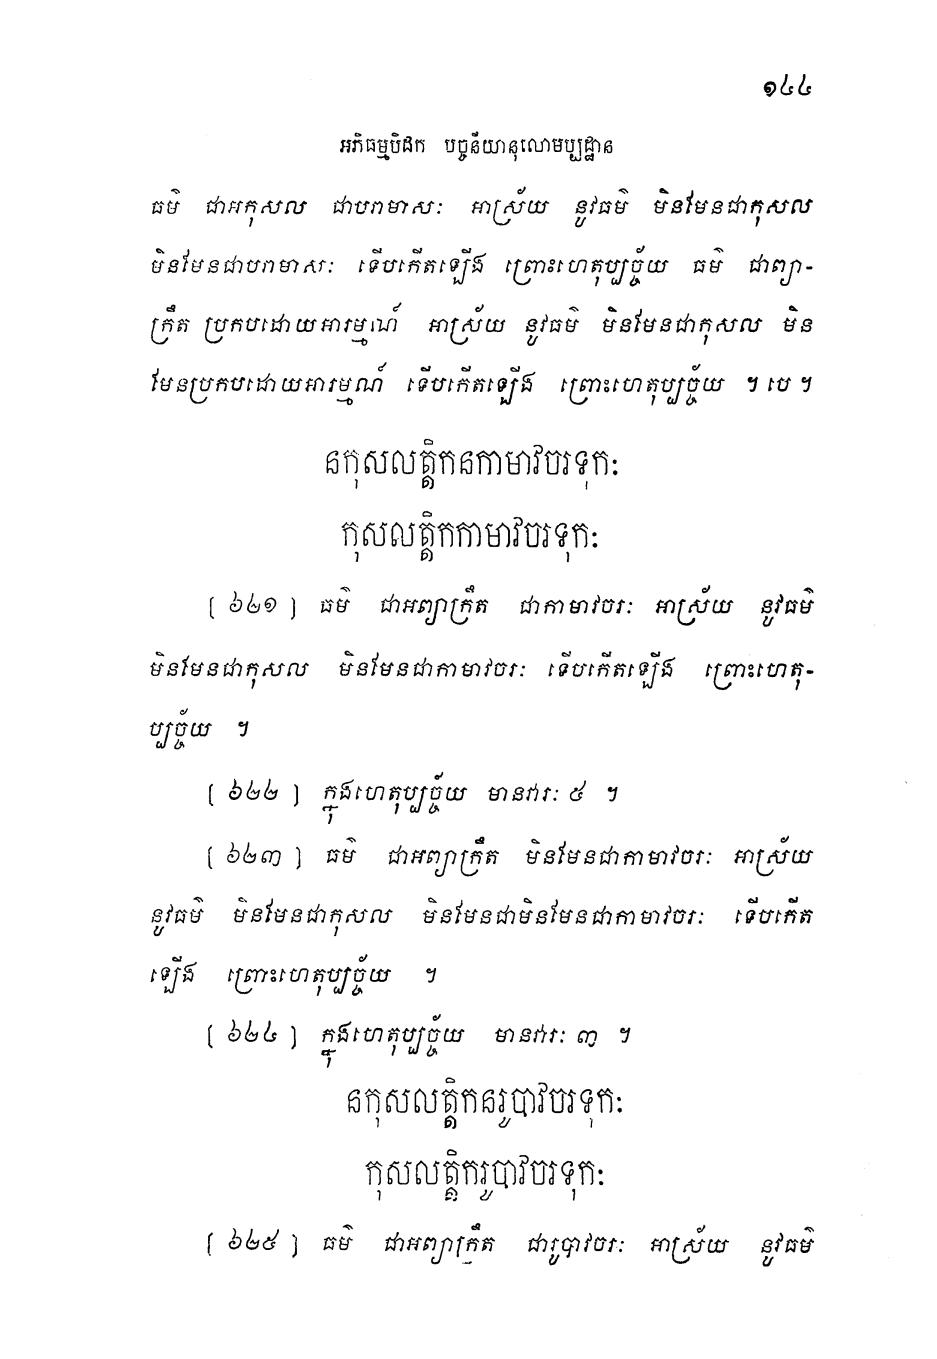 ១៤៤
អភិធម្មបិដក បច្ចនីយានុលោមប្បដ្ឋាន
ធម៌ ជាអកុសល ជាបរាមាសៈ អាស្រ័យ នូវធម៌ មិនមែនជាកុសល
មិនមែនជាបរាមាសៈ ទើបកើតឡើង ព្រោះហេតុប្បច្ច័យ ធម៌ ជាព្យា-
ក្រឹត ប្រកបដោយអារម្មណ៍ អាស្រ័យ នូវធម៌ មិនមែនជាកុសល មិន
មែនប្រកបដោយអារម្មណ៍ ទើបកើតឡើង ព្រោះហេតុប្បច្ច័យ ។ បេ ។
នកុសលត្តិកនកាមាវចរទុកៈ
កុសលត្តិកកាមាវចរទុកៈ
[ ៦២១ ] ធម៌ ជាអព្យាក្រឹត ជាកាមាវចរៈ អាស្រ័យ នូវធម៌
មិនមែនជាកុសល មិនមែនជាកាមាវចរៈ ទើបកើតឡើង ព្រោះហេតុ-
ប្បច្ច័យ ។
[ ៦២២ ] ក្នុងហេតុប្បច្ច័យ មានវារៈ ៥ ។
[ ៦២៣ ] ធម៌ ជាអព្យាក្រឹត មិនមែនជាកាមាវចរៈ អាស្រ័យ
នូវធម៌ មិនមែនជាកុសល មិនមែនជាមិនមែនជាកាមាវចរៈ ទើបកើត
ឡើង ព្រោះហេតុប្បច្ច័យ ។
[ ៦២៤ ] ក្នុងហេតុប្បច្ច័យ មានវារៈ ៣ ។
នកុសលត្តិកនរូបាវចរទុកៈ
កុសលត្តិករូបាវចរទុកៈ
[ ៦២៥ ] ធម៌ ជាអព្យាក្រឹត ជារូបាវចរៈ អាស្រ័យ នូវធម៌